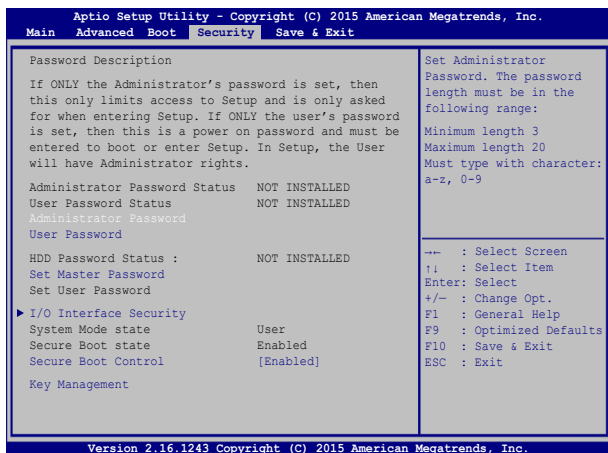 Aptio Setup Utility - Copyright (C) 2015 American Megatrends, Inc.
Main Advanced Boot Security Save & Exit
Password Description
If ONLY the Administrator's password is set, then
this only limits access to Setup and is only asked
for when entering Setup. If ONLY the user's password
is set, then this is a power on password and must be
entered to boot or enter Setup. In Setup, the User
will have Administrator rights.
Administrator Password Status NOT INSTALLED
User Password Status NOT INSTALLED
Administrator Password
User Password
HDD Password Status : NOT INSTALLED
Set Master Password
Set User Password
I/O Interface Security
System Mode state User
Secure Boot state Enabled
Secure Boot Control [Enabled]
Key Management
Set Administrator
Password. The password
length must be in the
following range:
Minimum length 3
Maximum length 20
Must type with character:
a-z, 0-9
→← : Select Screen
↑↓ : Select Item
Enter: Select
+/— : Change Opt.
F1 : General Help
F9 : Optimized Defaults
F10 : Save & Exit
ESC : Exit
Version 2.16.1243 Copyright (C) 2015 American Megatrends, Inc.